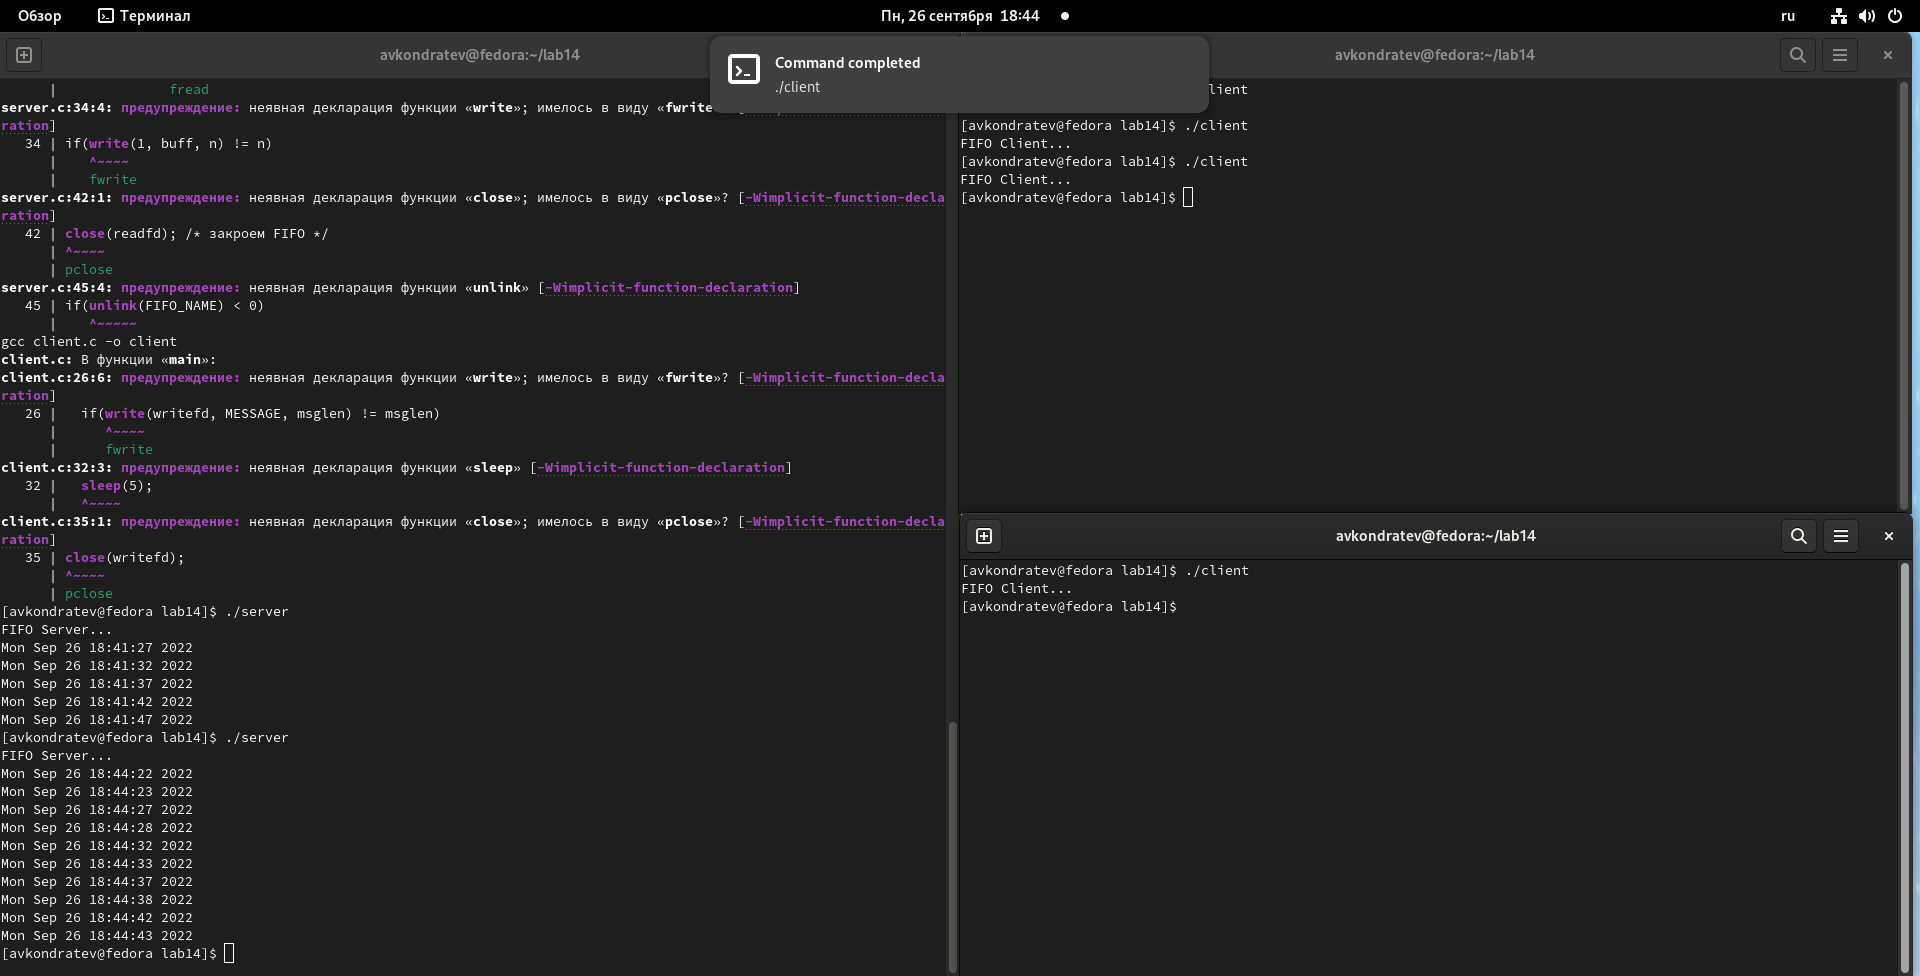 Обзор
Терминал
Пн, 26 сентября 18:44
ru
avkondratev@fedora:~/lab14
Command completed
./client
avkondratev@fedora:~/lab14
|              fread
server.c:34:4: предупреждение: неявная декларация функции «write»; имелось в виду «fwrite
ration]
   34 | if(write(1, buff, n) != n)
      |    ^~~~~
      |    fwrite
server.c:42:1: предупреждение: неявная декларация функции «close»; имелось в виду «pclose»? [-Wimplicit-function-decla
ration]
   42 | close(readfd); /* закроем FIFO */
      | ^~~~~
      | pclose
server.c:45:4: предупреждение: неявная декларация функции «unlink» [-Wimplicit-function-declaration]
   45 | if(unlink(FIFO_NAME) < 0)
      |    ^~~~~~
gcc client.c -o client
client.c: В функции «main»:
client.c:26:6: предупреждение: неявная декларация функции «write»; имелось в виду «fwrite»? [-Wimplicit-function-decla
ration]
   26 |   if(write(writefd, MESSAGE, msglen) != msglen)
      |      ^~~~~
      |      fwrite
client.c:32:3: предупреждение: неявная декларация функции «sleep» [-Wimplicit-function-declaration]
   32 |   sleep(5);
      |   ^~~~~
client.c:35:1: предупреждение: неявная декларация функции «close»; имелось в виду «pclose»? [-Wimplicit-function-decla
ration]
   35 | close(writefd);
      | ^~~~~
      | pclose
[avkondratev@fedora lab14]$ ./server
FIFO Server...
Mon Sep 26 18:41:27 2022
Mon Sep 26 18:41:32 2022
Mon Sep 26 18:41:37 2022
Mon Sep 26 18:41:42 2022
Mon Sep 26 18:41:47 2022
[avkondratev@fedora lab14]$ ./server
FIFO Server...
Mon Sep 26 18:44:22 2022
Mon Sep 26 18:44:23 2022
Mon Sep 26 18:44:27 2022
Mon Sep 26 18:44:28 2022
Mon Sep 26 18:44:32 2022
Mon Sep 26 18:44:33 2022
Mon Sep 26 18:44:37 2022
Mon Sep 26 18:44:38 2022
Mon Sep 26 18:44:42 2022
Mon Sep 26 18:44:43 2022
[avkondratev@fedora lab14]$
lient
[avkondratev@fedora lab14]$ ./client
FIFO Client...
[avkondratev@fedora lab14]$ ./client
FIFO Client...
[avkondratev@fedora lab14]$
avkondratev@fedora:~/lab14
[avkondratev@fedora lab14]$ ./client
FIFO Client...
[avkondratev@fedora lab14]$